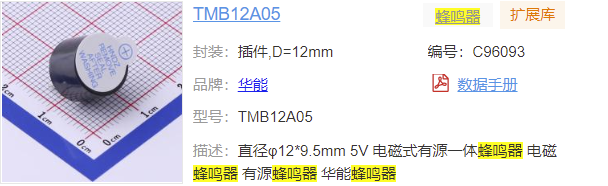 TMB12A05
蜂鸣器
扩展库
封装: 插件,D=12mm
编号: C96093
品牌: 华能
数据手册
型号: TMB12A05
描述: 直径φ12*9.5mm 5V 电磁式有源一体蜂鸣器 电磁
蜂鸣器 有源蜂鸣器 华能蜂鸣器